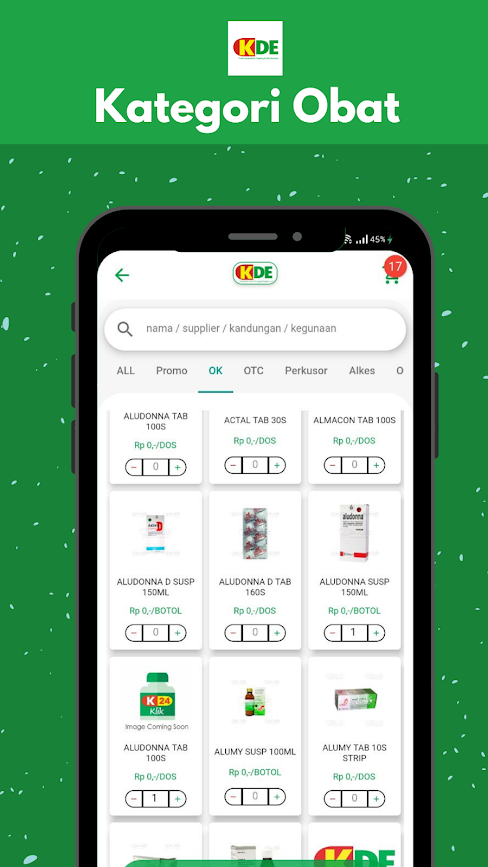 KDE
Kategori Obat
45%
KDE
17
nama / supplier / kandungan / kegunaan
ALL Promo OK OTC Perkusor Alkes O
ALUDONNA TAB
100S
Rp 0,-/DOS
− 0 +
ACTAL TAB 30S
Rp 0,-/DOS
− 0 +
ALMACON TAB 100S
Rp 0,-/DOS
− 0 +
ALUDONNA D SUSP
150ML
Rp 0,-/BOTOL
− 0 +
ALUDONNA D TAB
160S
Rp 0,-/DOS
− 0 +
aludonna
ALUDONNA SUSP
150ML
Rp 0,-/BOTOL
− 1 +
K 24
Klik
Image Coming Soon
ALUDONNA TAB
100S
Rp 0,-/DOS
− 1 +
ALUMY SUSP 100ML
Rp 0,-/BOTOL
− 0 +
ALUMY TAB 10S
STRIP
Rp 0,-/DOS
− 0 +
KDE